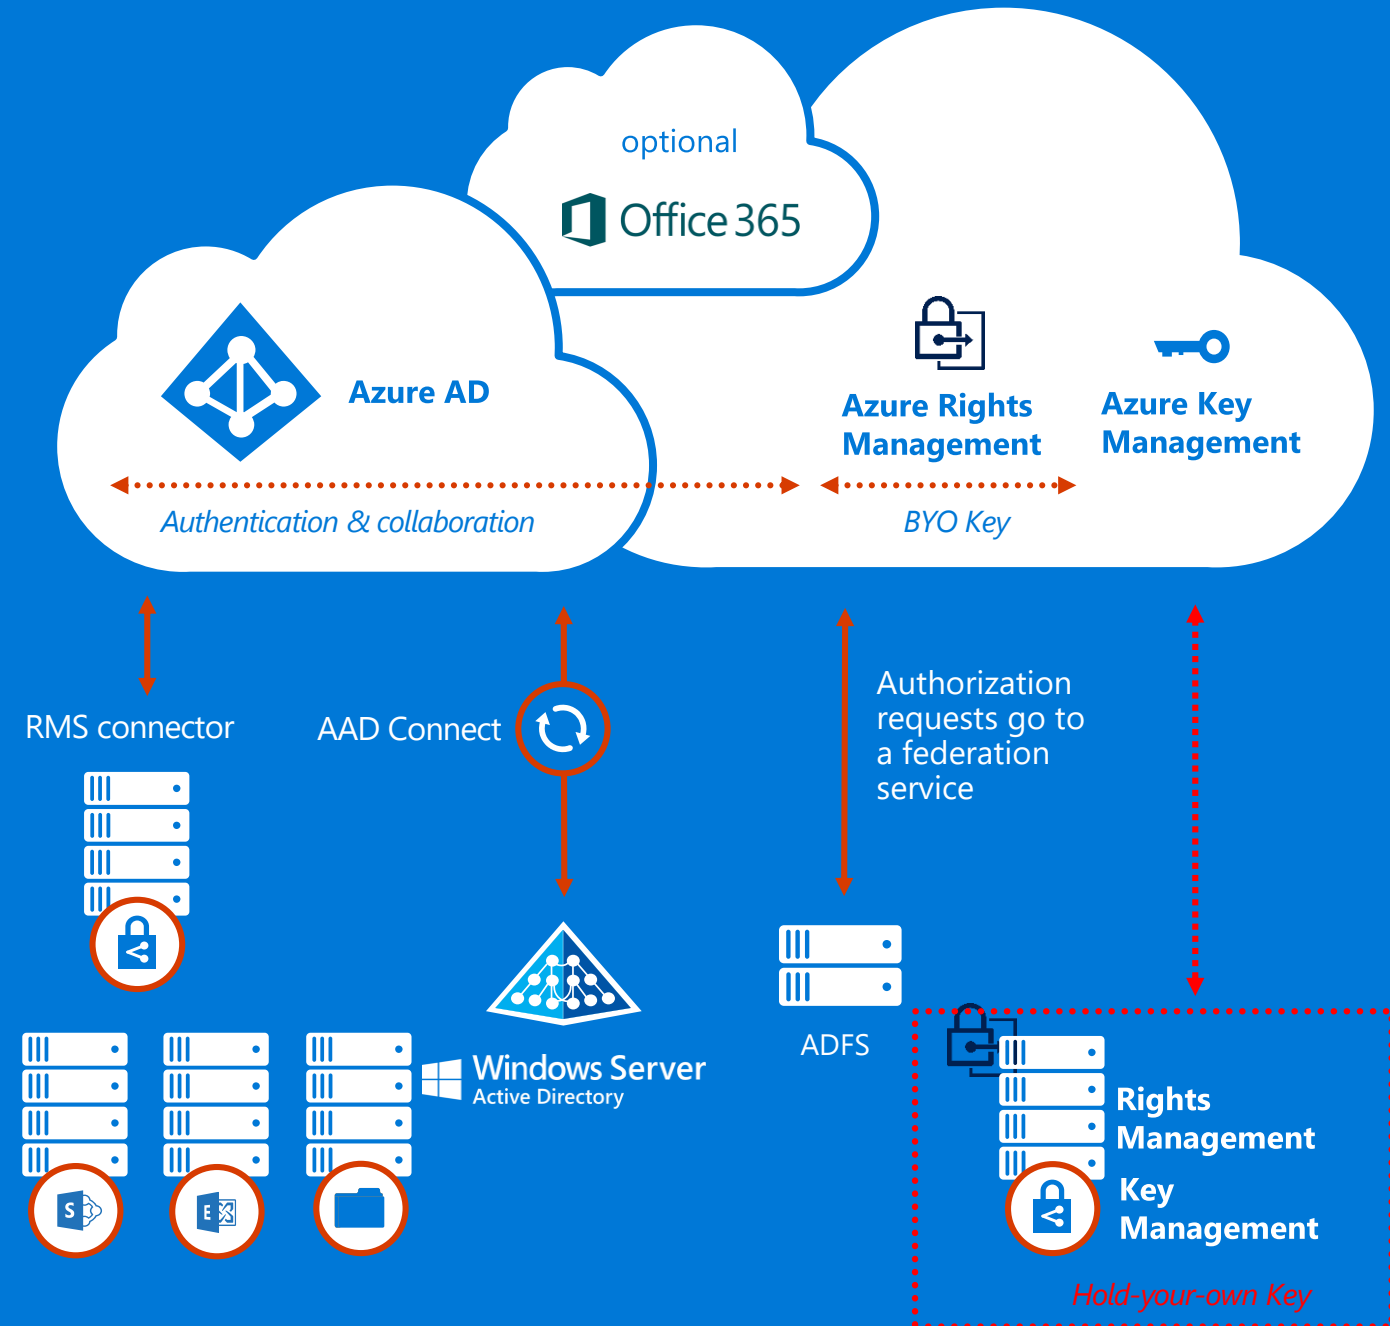 optional
Office 365
Azure AD
Azure Rights
Management
Azure Key
Management
Authentication & collaboration
BYO Key
RMS connector
AAD Connect
Authorization
requests go to
a federation
service
ADFS
Windows Server
Active Directory
S
E
Rights
Management
Key
Management
Hold-your-own Key